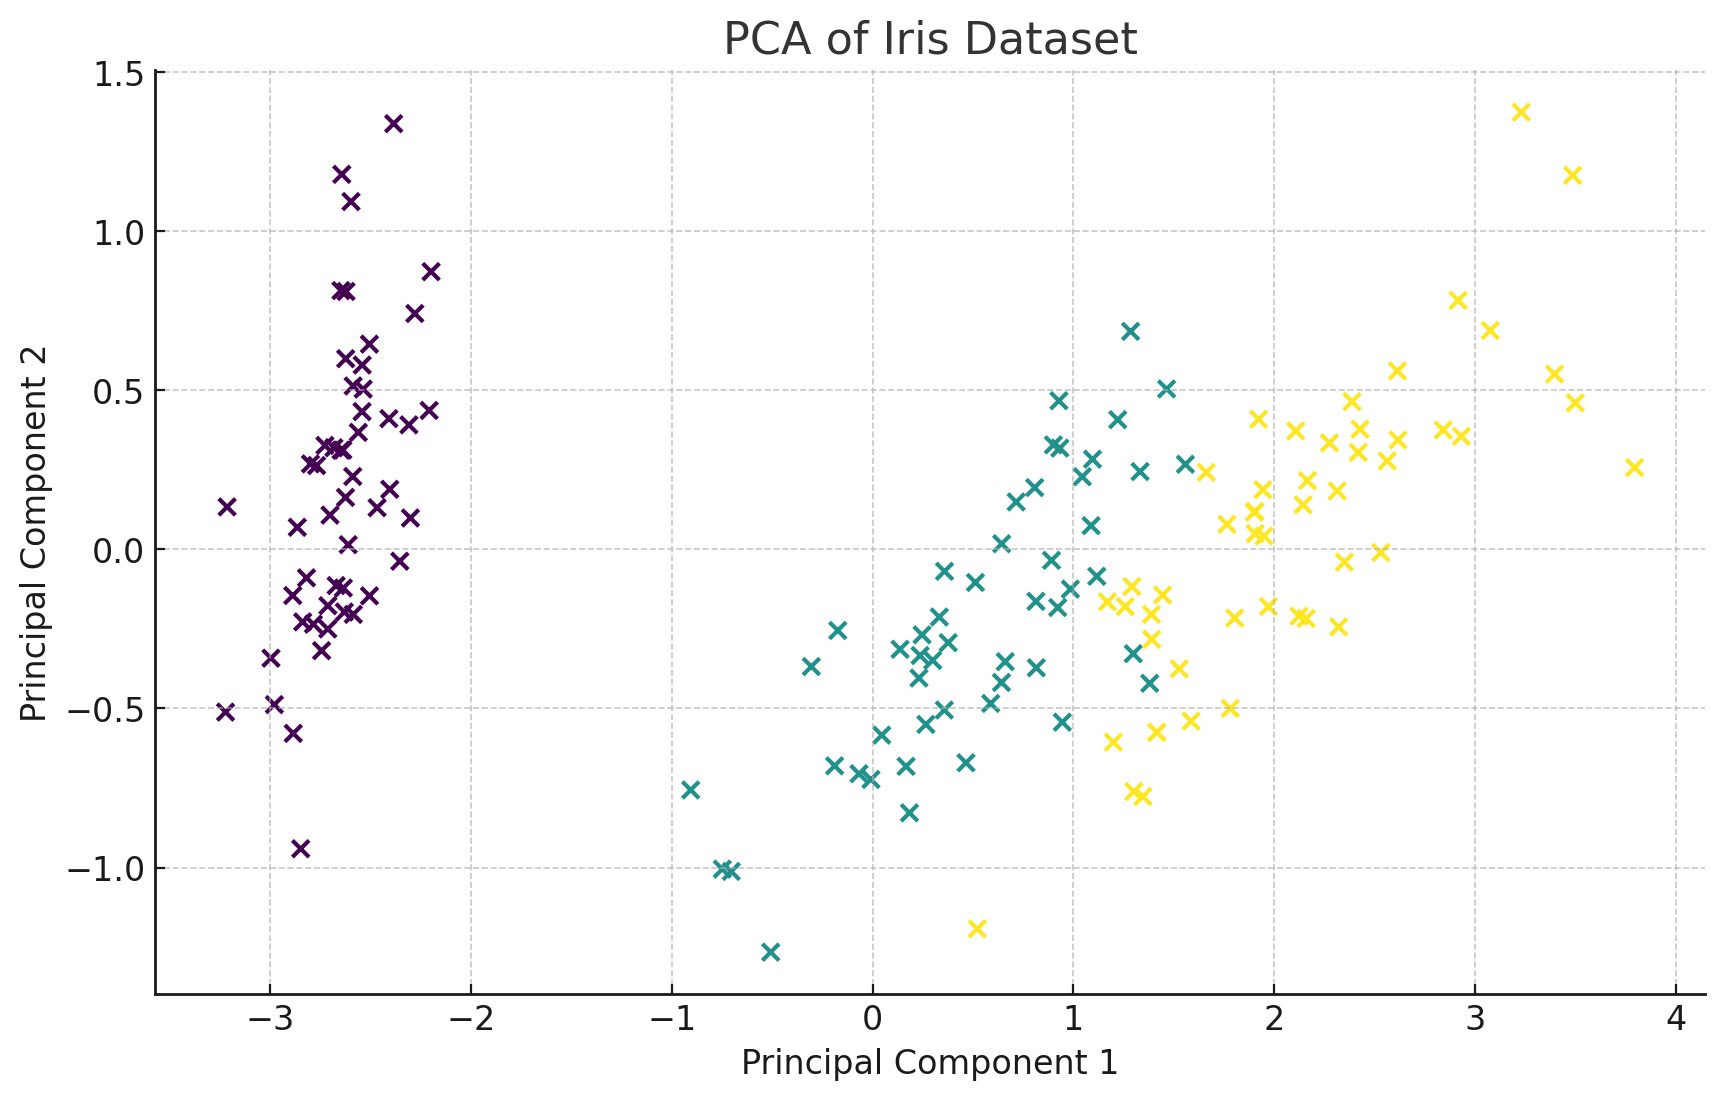 PCA of Iris Dataset
1.5
1.0
0.5
0.0
−0.5
−1.0
Principal Component 2
−3 −2 −1 0 1 2 3 4
Principal Component 1